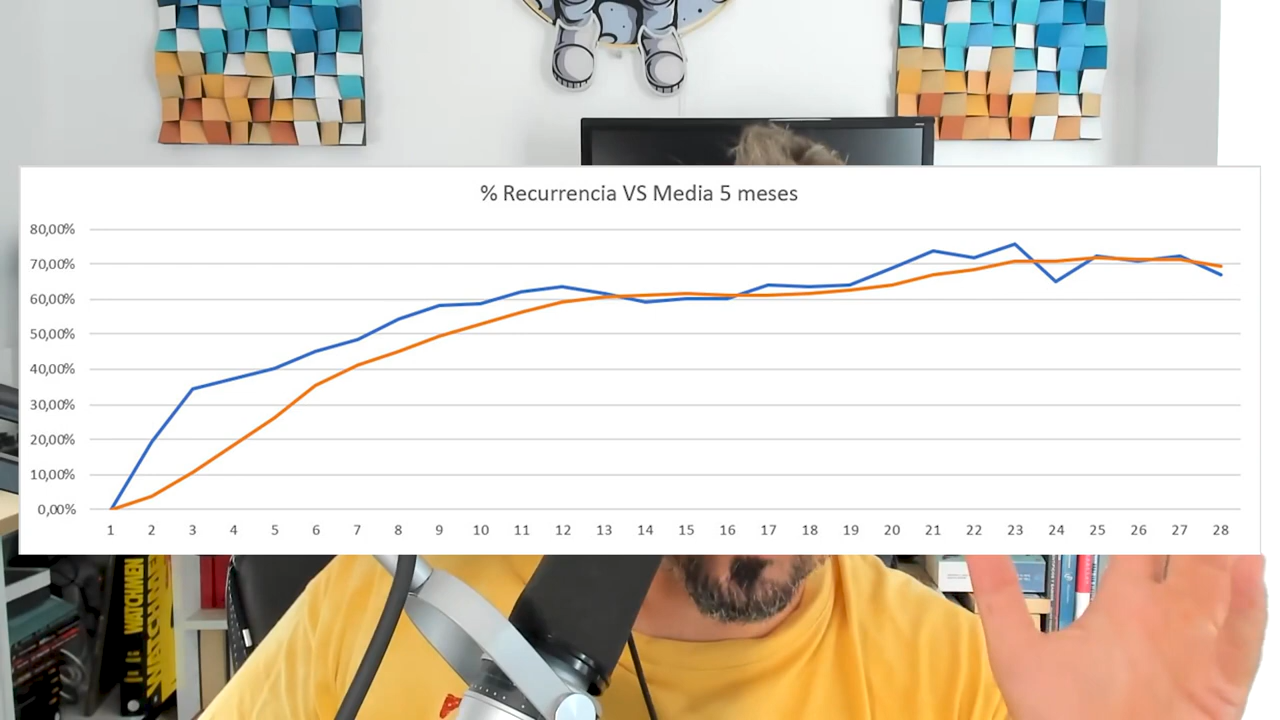 % Recurrencia VS Media 5 meses
80,00%
70,00%
60,00%
50,00%
40,00%
30,00%
20,00%
10,00%
0,00%
1 2 3 4 5 6 7 8 9 10 11 12 13 14 15 16 17 18 19 20 21 22 23 24 25 26 27 28
WATCHMEN
WATCHMEN